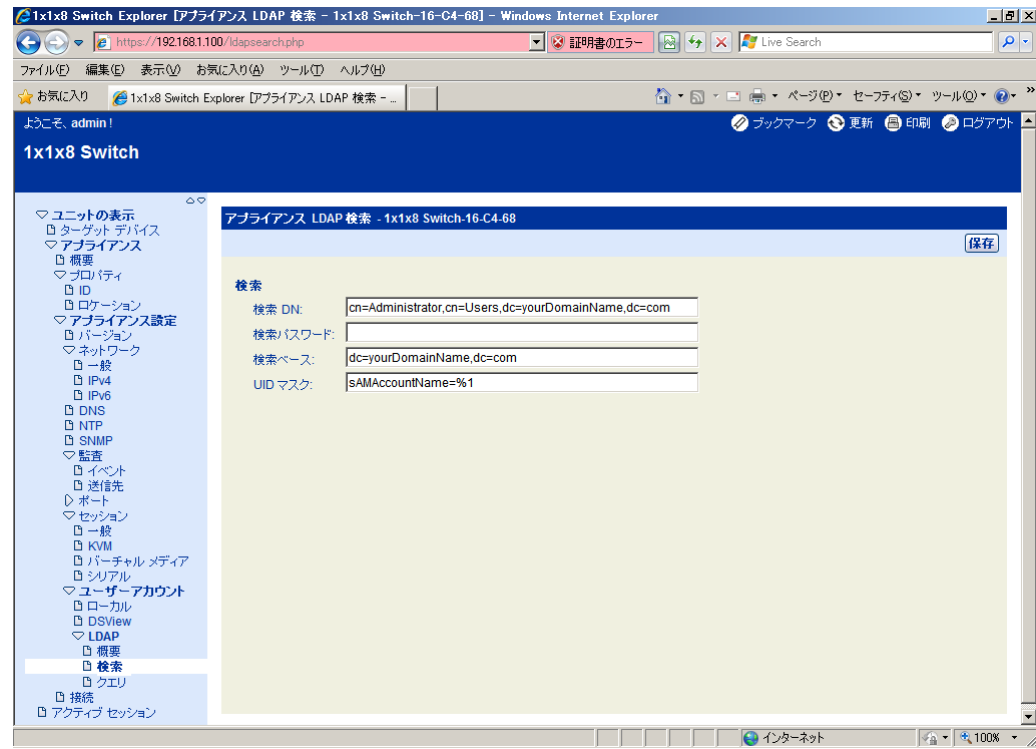 1x1x8 Switch Explorer [アプライアンス LDAP 検索 - 1x1x8 Switch-16-C4-68] - Windows Internet Explorer
https://192.168.1.100/ldapsearch.php
証明書のエラー
Live Search
ファイル(F) 編集(E) 表示(V) お気に入り(A) ツール(T) ヘルプ(H)
お気に入り
1x1x8 Switch Explorer [アプライアンス LDAP 検索 - ...
ページ(P) セーフティ(S) ツール(O)
ようこそ、admin !
ブックマーク 更新 印刷 ログアウト
1x1x8 Switch
ユニットの表示
ターゲット デバイス
アプライアンス
概要
プロパティ
ID
ロケーション
アプライアンス設定
バージョン
ネットワーク
一般
IPv4
IPv6
DNS
NTP
SNMP
監査
イベント
送信先
ポート
セッション
一般
KVM
バーチャル メディア
シリアル
ユーザーアカウント
ローカル
DSView
LDAP
概要
検索
クエリ
接続
アクティブ セッション
アプライアンス LDAP 検索 - 1x1x8 Switch-16-C4-68
保存
検索
検索 DN: cn=Administrator,cn=Users,dc=yourDomainName,dc=com
検索パスワード:
検索ベース: dc=yourDomainName,dc=com
UID マスク: sAMAccountName=%1
インターネット
100%